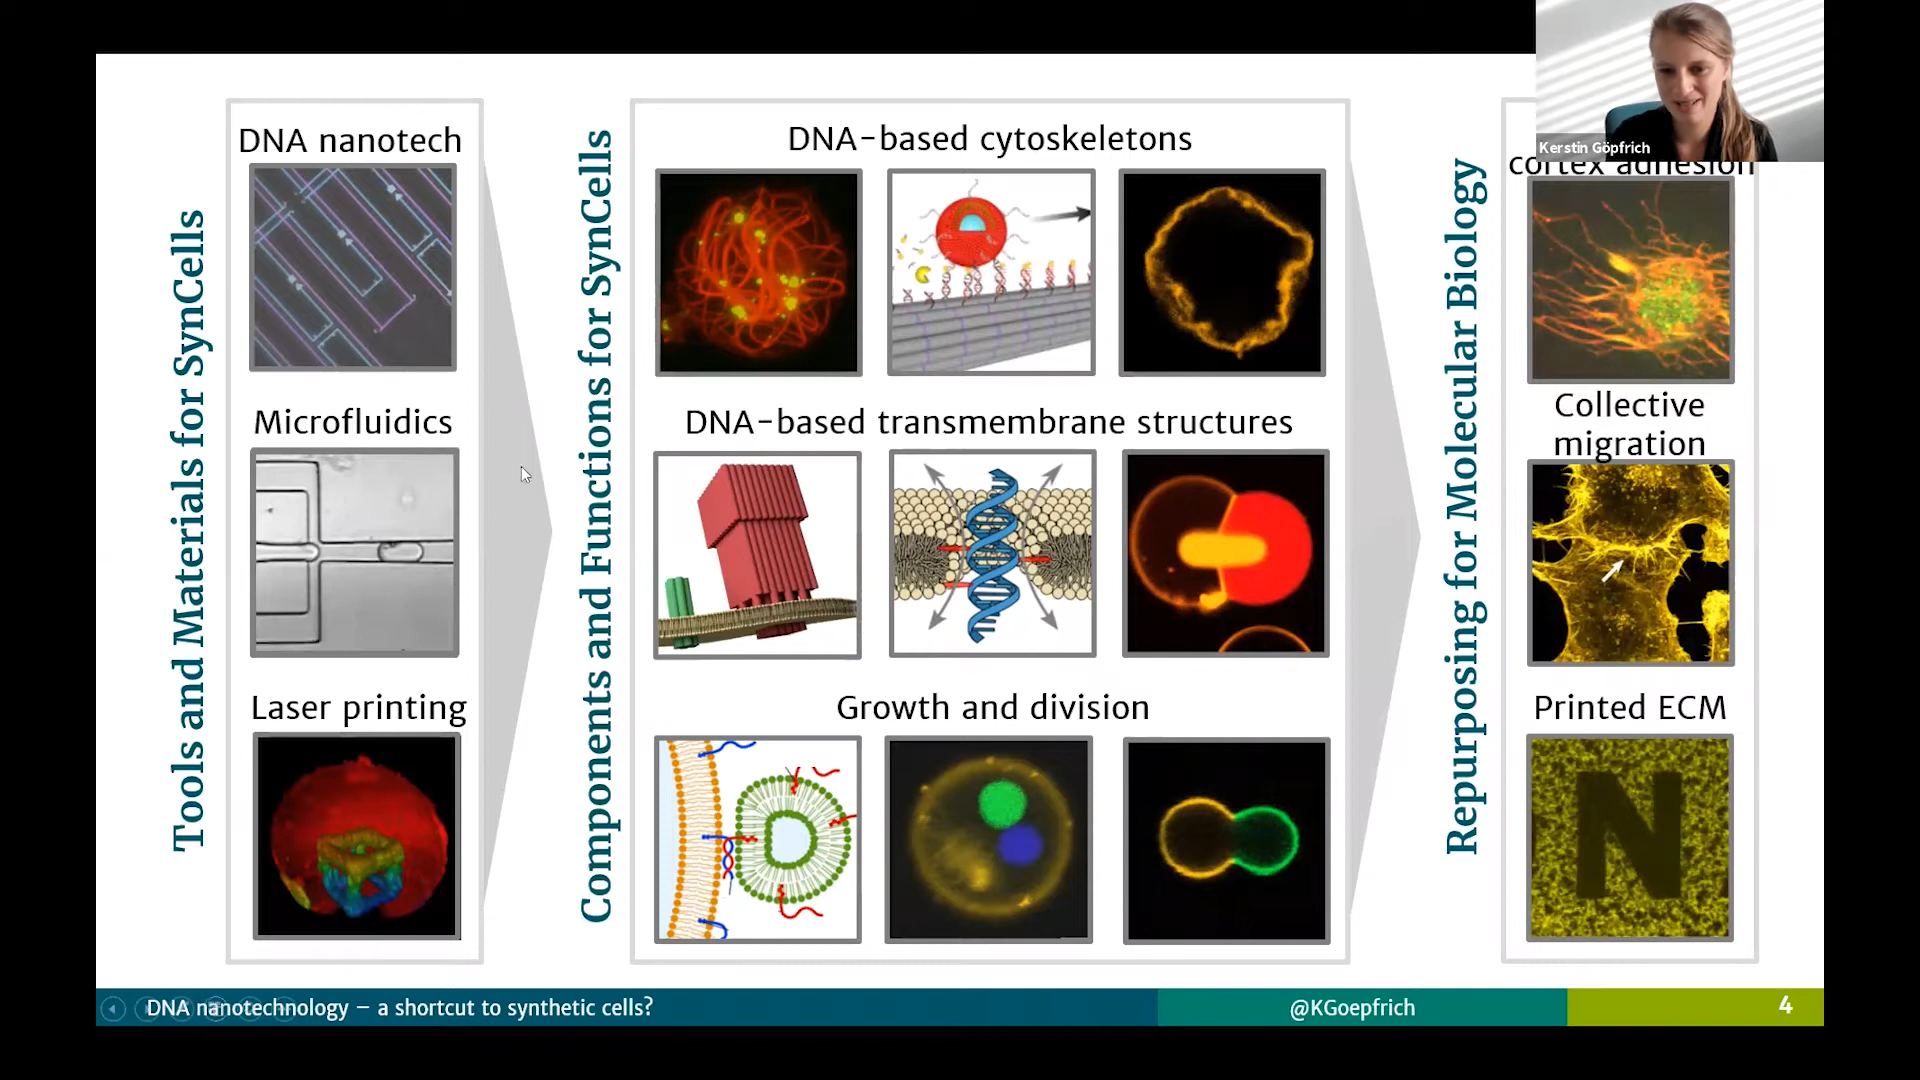 Kerstin Göpfrich
Tools and Materials for SynCells
DNA nanotech
Microfluidics
Laser printing
Components and Functions for SynCells
DNA-based cytoskeletons
DNA-based transmembrane structures
Growth and division
Repurposing for Molecular Biology
cortex adhesion
Collective
migration
Printed ECM
N
DNA nanotechnology – a shortcut to synthetic cells?
@KGoepfrich
4